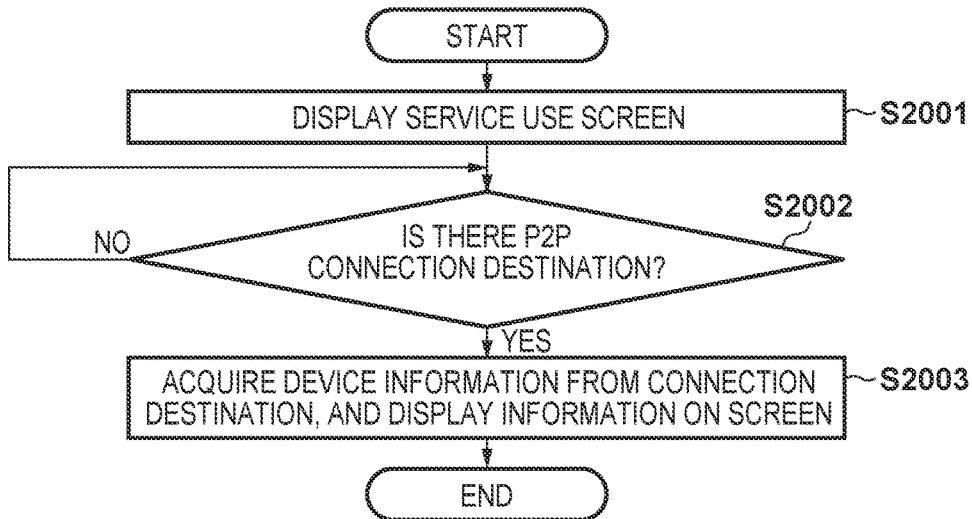 START
DISPLAY SERVICE USE SCREEN
S2001
S2002
IS THERE P2P
CONNECTION DESTINATION?
NO
YES
ACQUIRE DEVICE INFORMATION FROM CONNECTION
DESTINATION, AND DISPLAY INFORMATION ON SCREEN
S2003
END